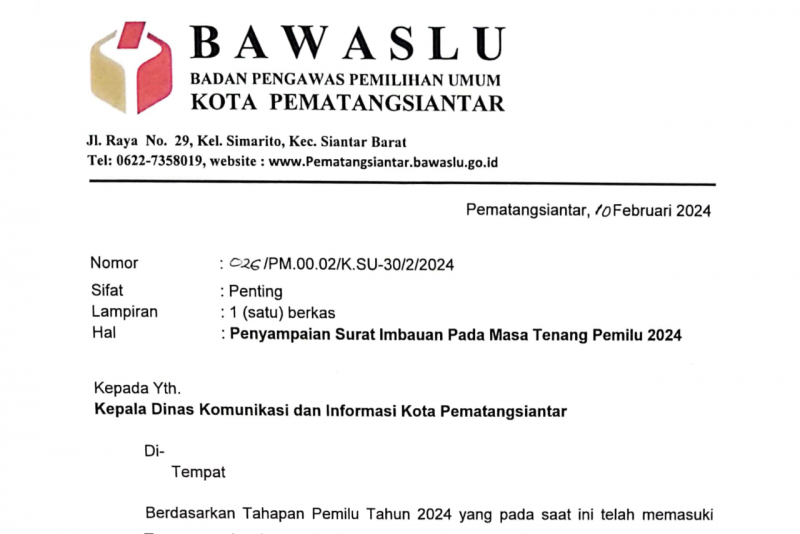 BAWASLU
BADAN PENGAWAS PEMILIHAN UMUM
KOTA PEMATANGSIANTAR
Jl. Raya No. 29, Kel. Simarito, Kec. Siantar Barat
Tel: 0622-7358019, website : www.Pematangsiantar.bawaslu.go.id
Pematangsiantar, 10 Februari 2024
Nomor : 026/PM.00.02/K.SU-30/2/2024
Sifat : Penting
Lampiran : 1 (satu) berkas
Hal : Penyampaian Surat Imbauan Pada Masa Tenang Pemilu 2024
Kepada Yth.
Kepala Dinas Komunikasi dan Informasi Kota Pematangsiantar
Di-
Tempat
Berdasarkan Tahapan Pemilu Tahun 2024 yang pada saat ini telah memasuki